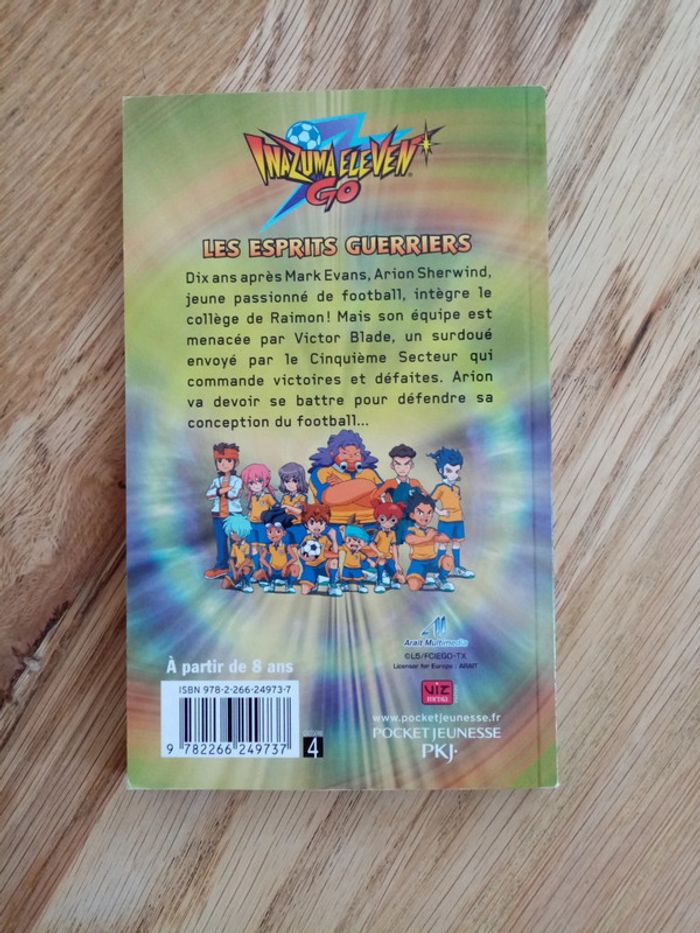 INAZUMA ELEVEN
GO
LES ESPRITS GUERRIERS
Dix ans après Mark Evans, Arion Sherwind,
jeune passionné de football, intègre le
collège de Raimon! Mais son équipe est
menacée par Victor Blade, un surdoué
envoyé par le Cinquième Secteur qui
commande victoires et défaites. Arion
va devoir se battre pour défendre sa
conception du football...
Arait Multimedia
©L5/FCIEGO-TX
Licensor for Europe : ARAIT
À partir de 8 ans
ISBN 978-2-266-24973-7
9 782266 249737
4
VIZ
MEDIA
www.pocketjeunesse.fr
POCKET JEUNESSE
PKJ·